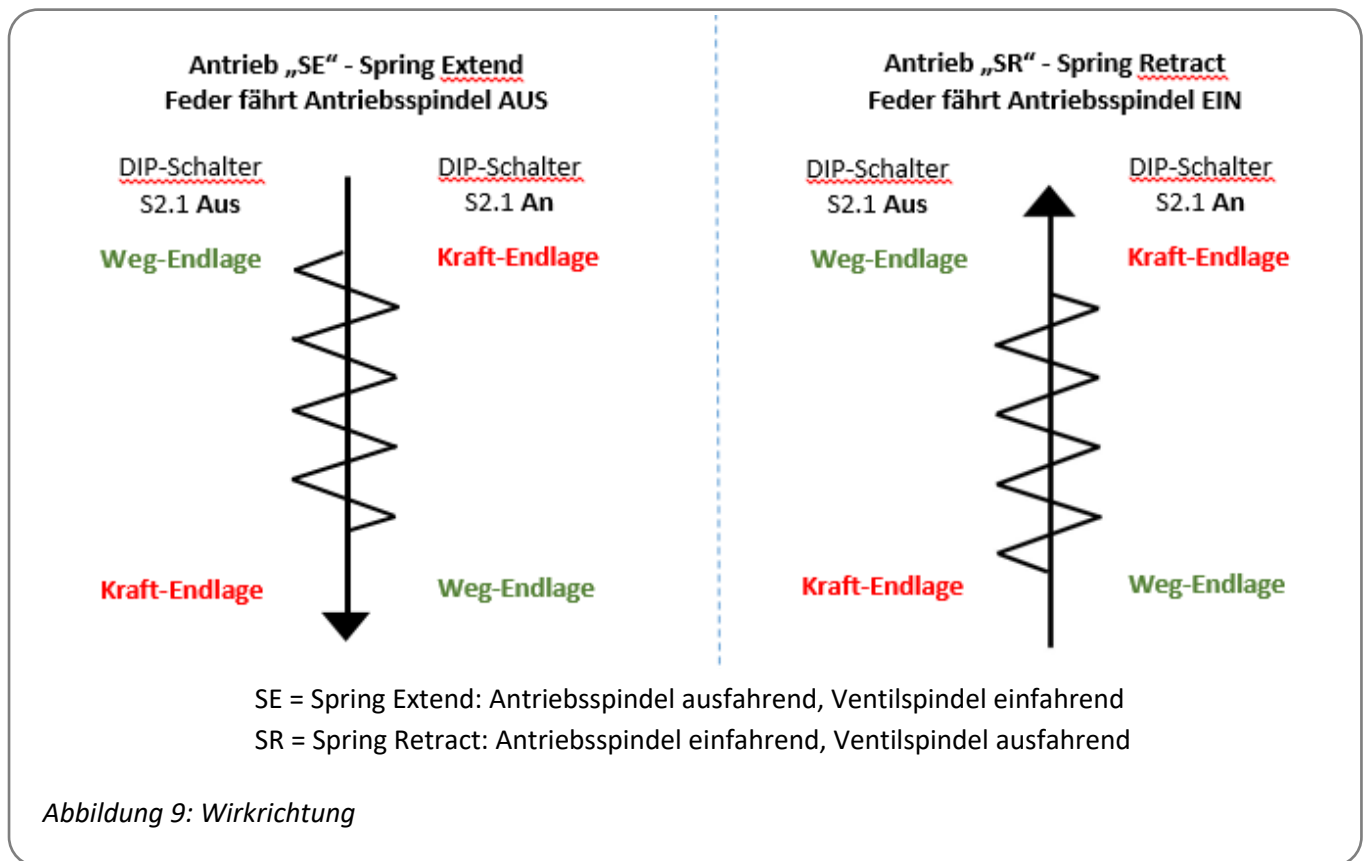 Antrieb „SE“ - Spring Extend
Feder fährt Antriebsspindel AUS
DIP-Schalter
S2.1 Aus
DIP-Schalter
S2.1 An
Weg-Endlage
Kraft-Endlage
Kraft-Endlage
Weg-Endlage
Antrieb „SR“ - Spring Retract
Feder fährt Antriebsspindel EIN
DIP-Schalter
S2.1 Aus
DIP-Schalter
S2.1 An
Weg-Endlage
Kraft-Endlage
Kraft-Endlage
Weg-Endlage
SE = Spring Extend: Antriebsspindel ausfahrend, Ventilspindel einfahrend
SR = Spring Retract: Antriebsspindel einfahrend, Ventilspindel ausfahrend
Abbildung 9: Wirkrichtung